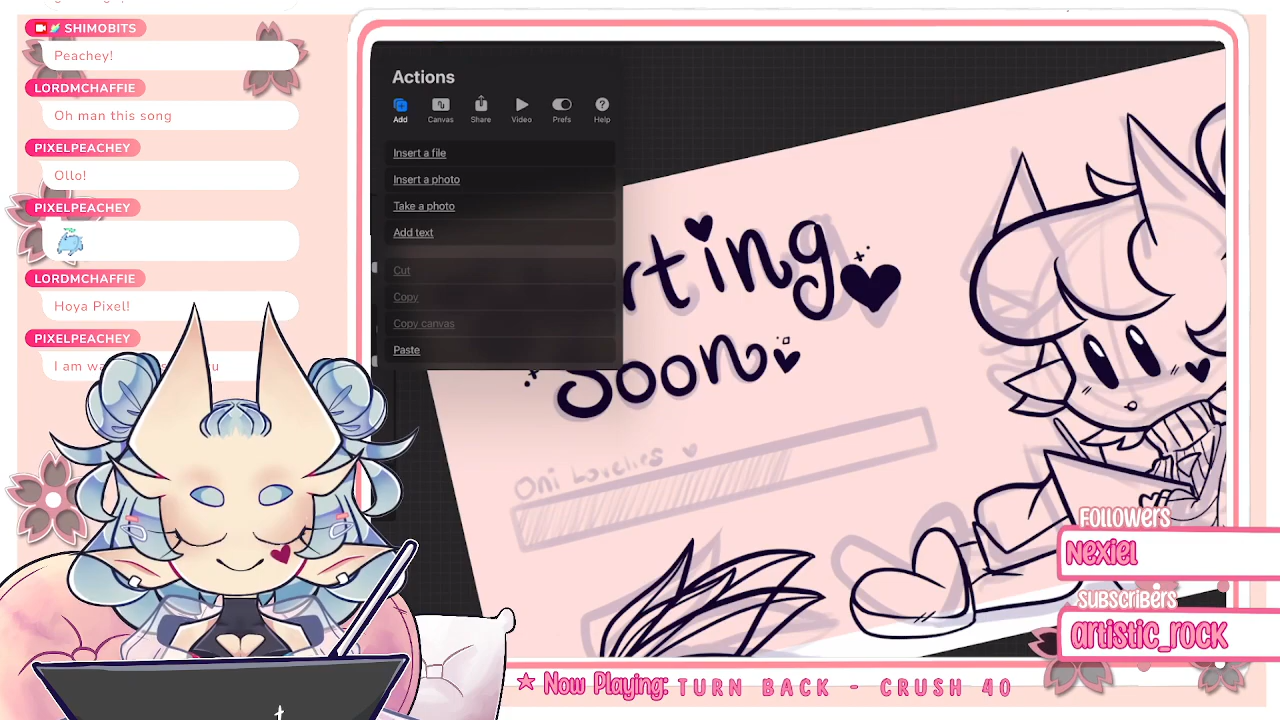 SHIMOBITS
Peachey!
LORDMCHAFFIE
Oh man this song
PIXELPEACHEY
Ollo!
PIXELPEACHEY
LORDMCHAFFIE
Hoya Pixel!
PIXELPEACHEY
I am
Actions
Add Canvas Share Video Prefs Help
Insert a file
Insert a photo
Take a photo
Add text
Cut
Copy
Copy canvas
Paste
rting
Soon
Oni Lovelies
Followers
Nexiel
Subscribers
artistic_rock
Now Playing: TURN BACK - CRUSH 40